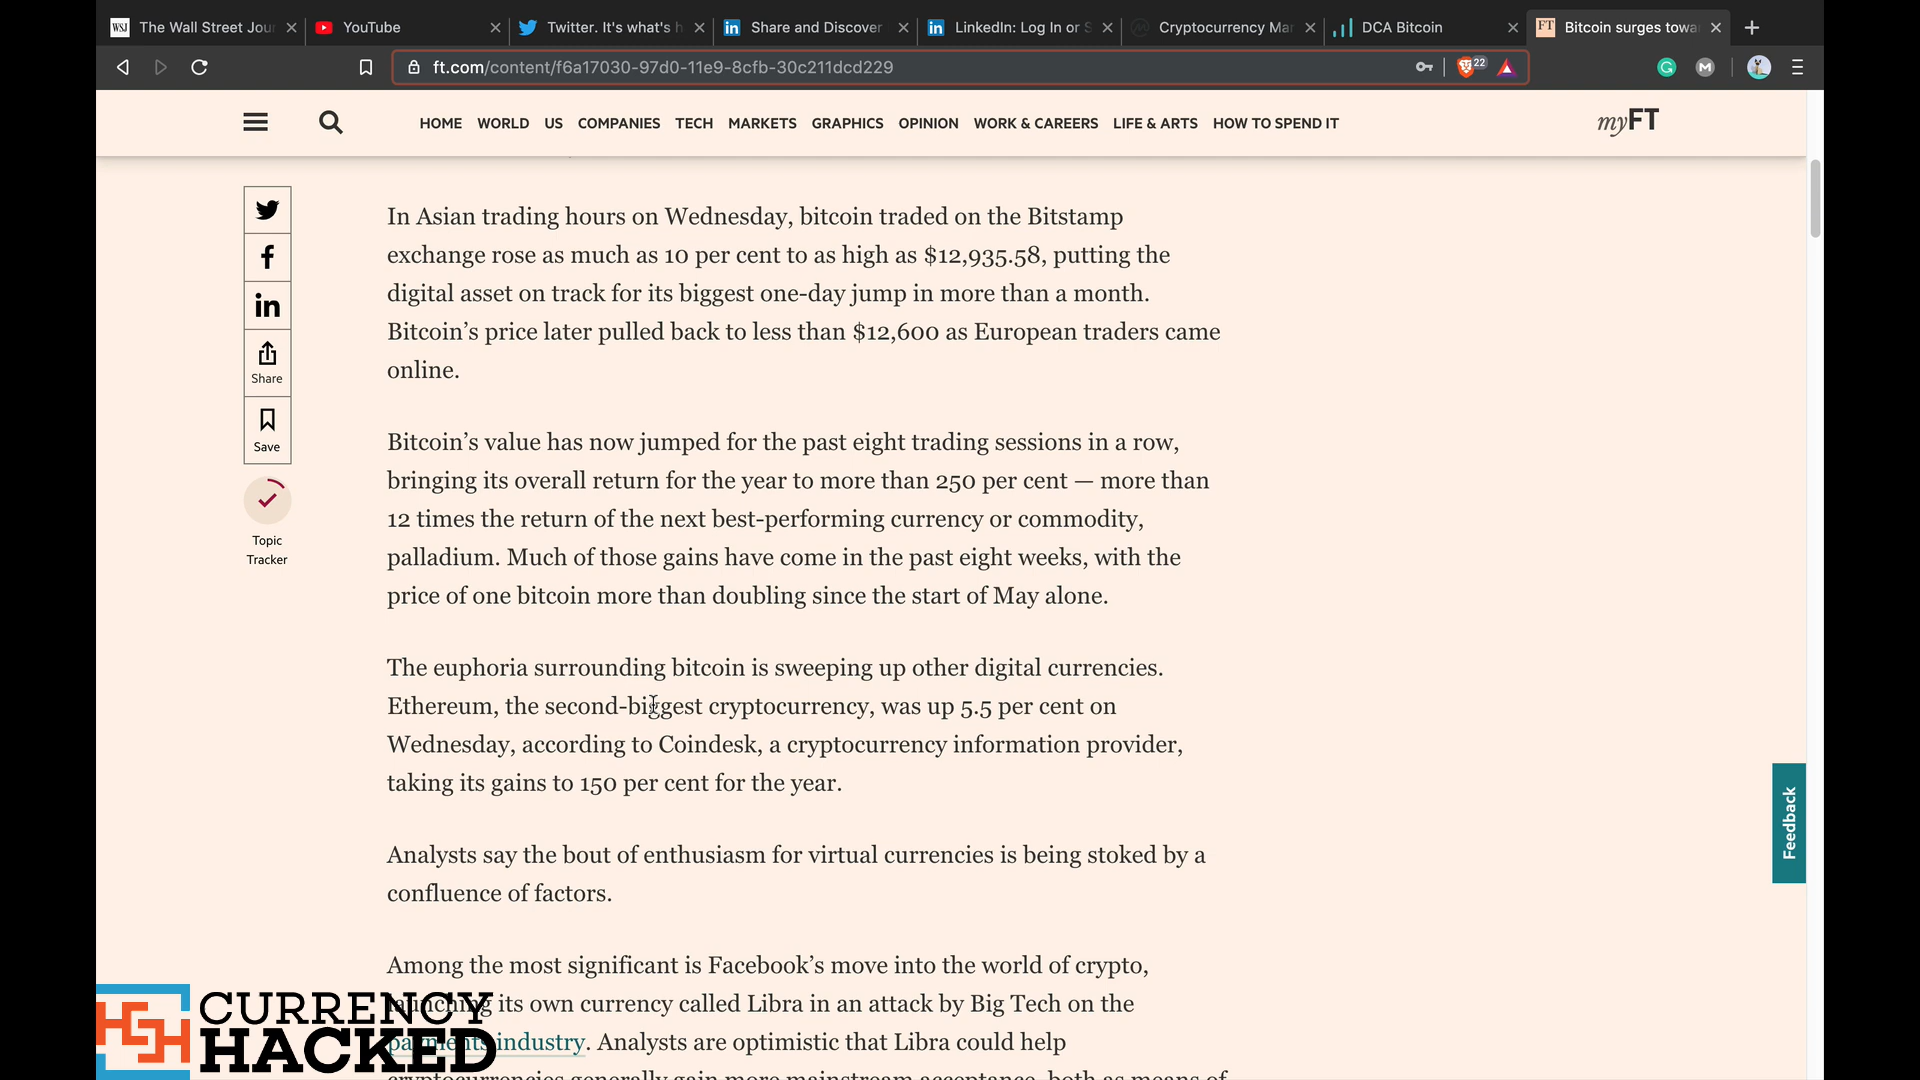 The Wall Street Jou
YouTube
Twitter. It's what's h
Share and Discover
LinkedIn: Log In or S
Cryptocurrency Mar
DCA Bitcoin
Bitcoin surges towa
ft.com/content/f6a17030-97d0-11e9-8cfb-30c211dcd229
22
HOME WORLD US COMPANIES TECH MARKETS GRAPHICS OPINION WORK & CAREERS LIFE & ARTS HOW TO SPEND IT
myFT
Share
Save
Topic
Tracker
In Asian trading hours on Wednesday, bitcoin traded on the Bitstamp
exchange rose as much as 10 per cent to as high as $12,935.58, putting the
digital asset on track for its biggest one-day jump in more than a month.
Bitcoin’s price later pulled back to less than $12,600 as European traders came
online.
Bitcoin’s value has now jumped for the past eight trading sessions in a row,
bringing its overall return for the year to more than 250 per cent — more than
12 times the return of the next best-performing currency or commodity,
palladium. Much of those gains have come in the past eight weeks, with the
price of one bitcoin more than doubling since the start of May alone.
The euphoria surrounding bitcoin is sweeping up other digital currencies.
Ethereum, the second-biggest cryptocurrency, was up 5.5 per cent on
Wednesday, according to Coindesk, a cryptocurrency information provider,
taking its gains to 150 per cent for the year.
Analysts say the bout of enthusiasm for virtual currencies is being stoked by a
confluence of factors.
Among the most significant is Facebook’s move into the world of crypto,
launching its own currency called Libra in an attack by Big Tech on the
payments industry. Analysts are optimistic that Libra could help
cryptocurrencies generally gain more mainstream acceptance, both as means of
Feedback
HSH
CURRENCY
HACKED